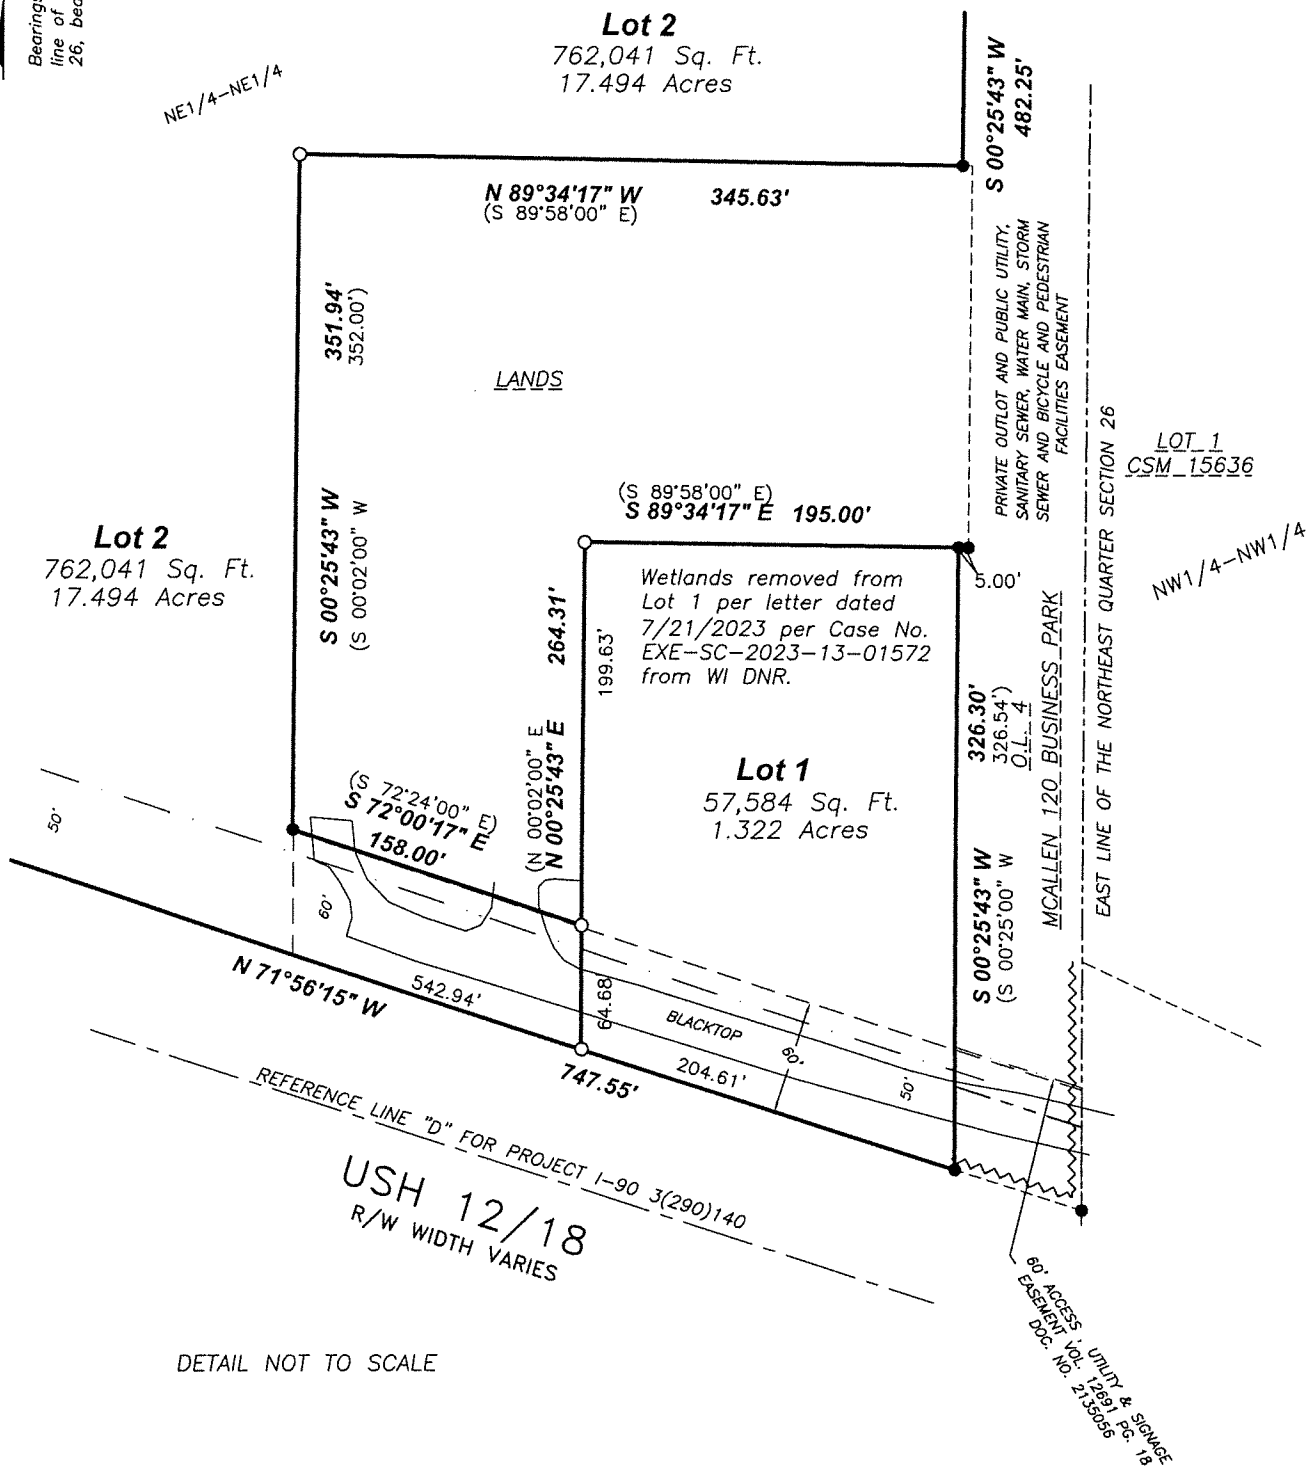 Bearings
line of
26, bea
NE1/4-NE1/4
Lot 2
762,041 Sq. Ft.
17.494 Acres
S 00°25'43" W
482.25'
N 89°34'17" W 345.63'
(S 89°58'00" E)
351.94'
352.00')
S 00°25'43" W
(S 00°02'00" W
LANDS
PRIVATE OUTLOT AND PUBLIC UTILITY,
SANITARY SEWER, WATER MAIN, STORM
SEWER AND BICYCLE AND PEDESTRIAN
FACILITIES EASEMENT
LOT 1
CSM 15636
NW1/4-NW1/4
EAST LINE OF THE NORTHEAST QUARTER SECTION 26
(S 89°58'00" E)
S 89°34'17" E 195.00'
5.00'
Lot 2
762,041 Sq. Ft.
17.494 Acres
Wetlands removed from
Lot 1 per letter dated
7/21/2023 per Case No.
EXE-SC-2023-13-01572
from WI DNR.
264.31'
199.63'
(N 00°02'00" E
N 00°25'43" E
Lot 1
57,584 Sq. Ft.
1.322 Acres
326.30'
326.54')
O.L. 4
MCALLEN 120 BUSINESS PARK
S 00°25'43" W
(S 00°25'00" W
(S 72°24'00" E)
S 72°00'17" E
158.00'
50'
60'
N 71°56'15" W
542.94'
64.68
BLACKTOP
60'
50'
204.61'
747.55'
REFERENCE LINE "D" FOR PROJECT I-90 3(290)140
USH 12/18
R/W WIDTH VARIES
60' ACCESS, UTILITY & SIGNAGE
EASEMENT VOL. 12691 PG. 18
DOC. NO. 2135056
DETAIL NOT TO SCALE